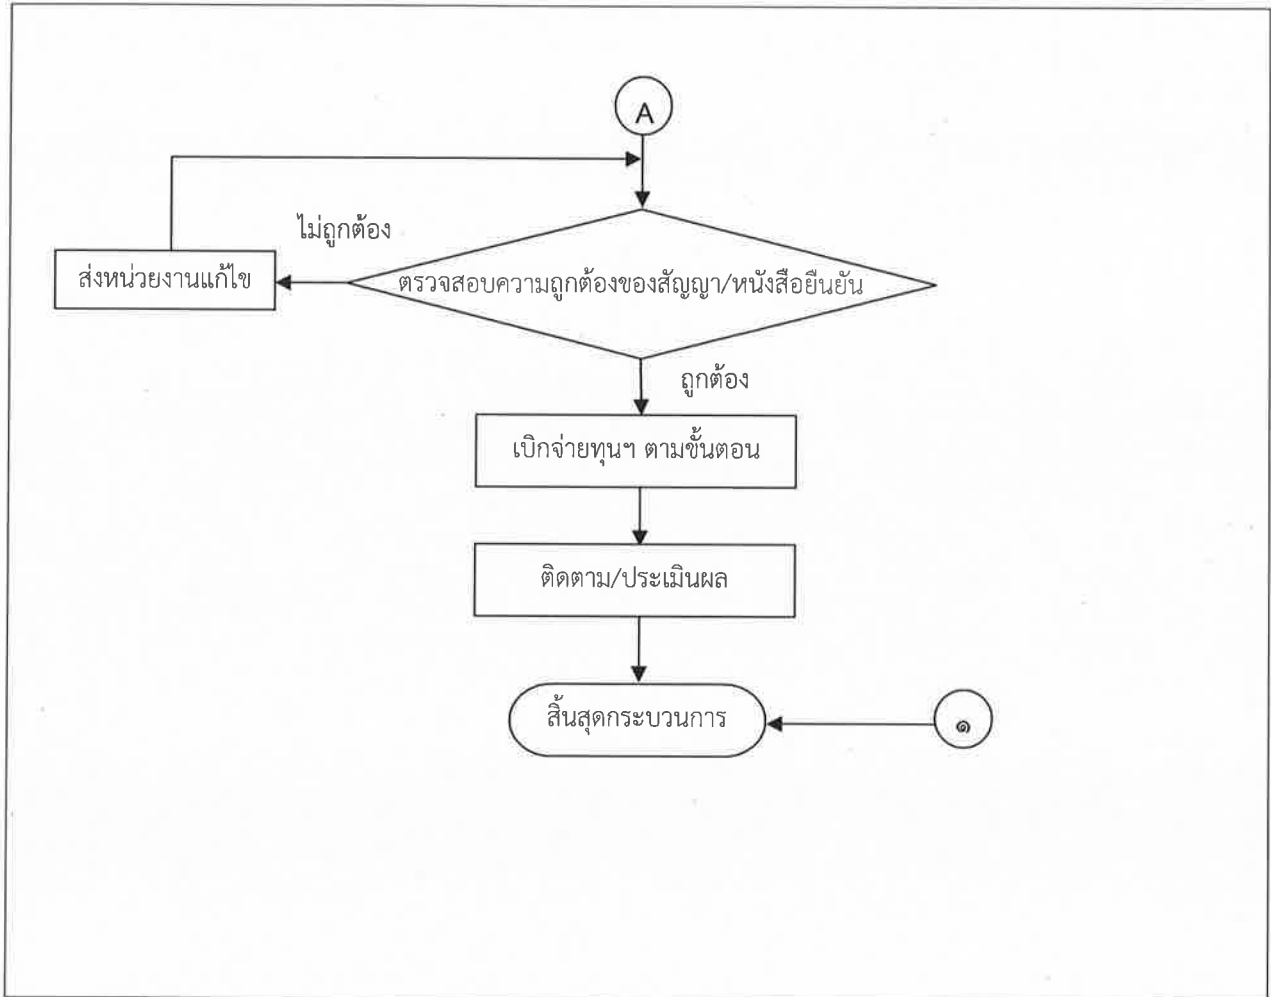 A
ไม่ถูกต้อง
ส่งหน่วยงานแก้ไข
ตรวจสอบความถูกต้องของสัญญา/หนังสือยืนยัน
ถูกต้อง
เบิกจ่ายทุนฯ ตามขั้นตอน
ติดตาม/ประเมินผล
สิ้นสุดกระบวนการ
๑